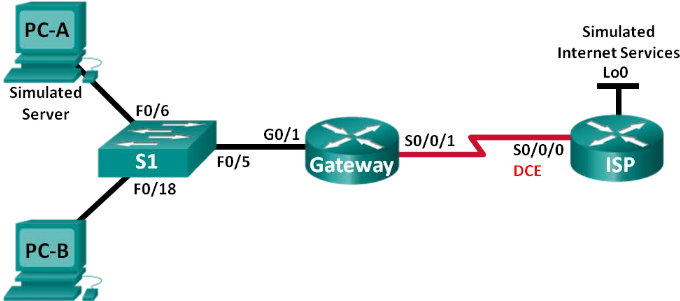 PC-A
Simulated
Server
F0/6
S1
F0/5
F0/18
PC-B
G0/1
Gateway
S0/0/1
S0/0/0
DCE
ISP
Simulated
Internet Services
Lo0